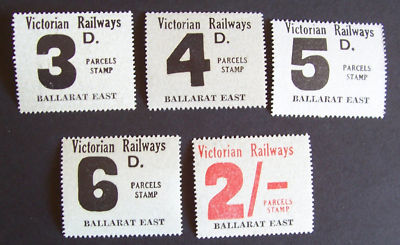 Victorian Railways
3 D.
PARCELS
STAMP
BALLARAT EAST
Victorian Railways
4 D.
PARCELS
STAMP
BALLARAT EAST
Victorian Railways
5 D.
PARCELS
STAMP
BALLARAT EAST
Victorian Railways
6 D.
PARCELS
STAMP
BALLARAT EAST
Victorian Railways
2/-
PARCELS
STAMP
BALLARAT EAST